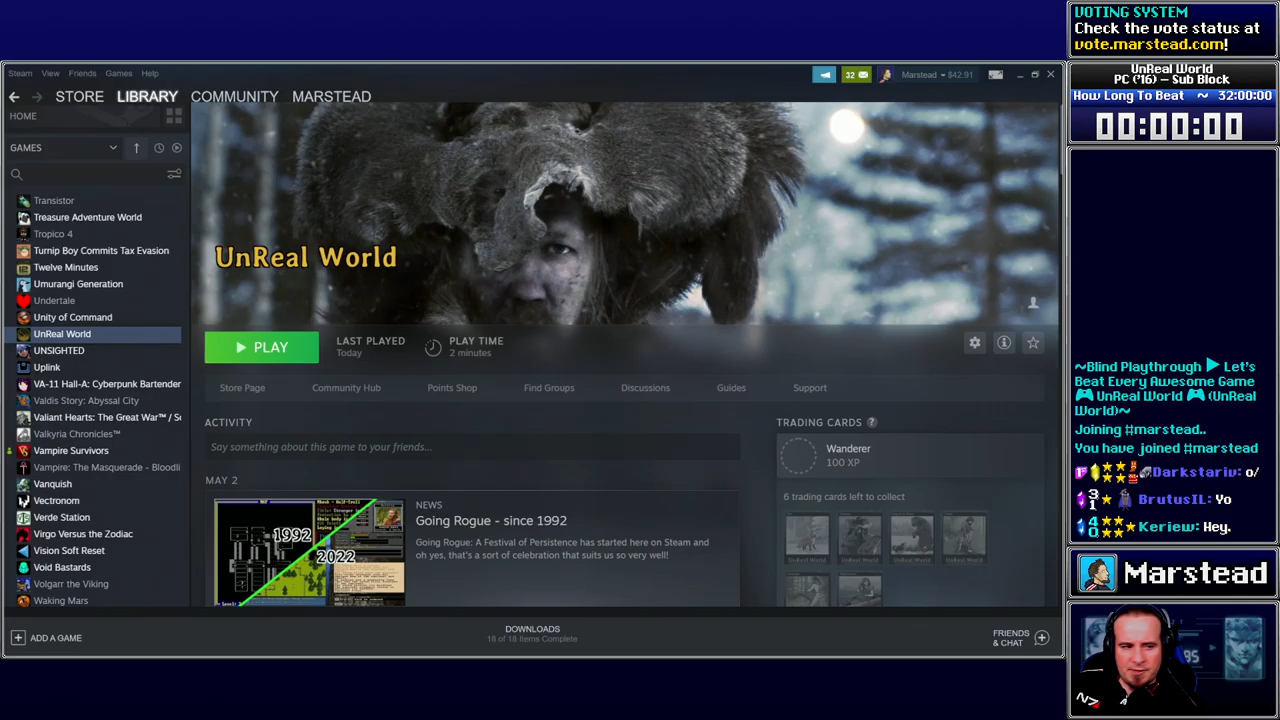 VOTING SYSTEM
Check the vote status at
vote.marstead.com!
Steam View Friends Games Help
32
Marstead
$42.91
STORE LIBRARY COMMUNITY MARSTEAD
HOME
GAMES
Transistor
Treasure Adventure World
Tropico 4
Turnip Boy Commits Tax Evasion
Twelve Minutes
Umurangi Generation
Undertale
Unity of Command
UnReal World
UNSIGHTED
Uplink
VA-11 Hall-A: Cyberpunk Bartender
Valdis Story: Abyssal City
Valiant Hearts: The Great War™ / So
Valkyria Chronicles™
Vampire Survivors
Vampire: The Masquerade - Bloodli
Vanquish
Vectronom
Verde Station
Virgo Versus the Zodiac
Vision Soft Reset
Void Bastards
Volgarr the Viking
Waking Mars
ADD A GAME
UnReal World
PLAY
LAST PLAYED
Today
PLAY TIME
2 minutes
Store Page Community Hub Points Shop Find Groups Discussions Guides Support
ACTIVITY
Say something about this game to your friends...
MAY 2
1992
2022
NEWS
Going Rogue - since 1992
Going Rogue: A Festival of Persistence has started here on Steam and
oh yes, that's a sort of celebration that suits us so very well!
TRADING CARDS ?
Wanderer
100 XP
6 trading cards left to collect
DOWNLOADS
18 of 18 Items Complete
FRIENDS
& CHAT
UnReal World
PC ('16) – Sub Block
How Long To Beat ~ 32:00:00
00:00:00
~Blind Playthrough ▶ Let's
Beat Every Awesome Game
🎮 UnReal World 🎮 (UnReal
World)~
Joining #marstead..
You have joined #marstead
Darkstariv: o/
BrutusIL: Yo
Keriew: Hey.
Marstead